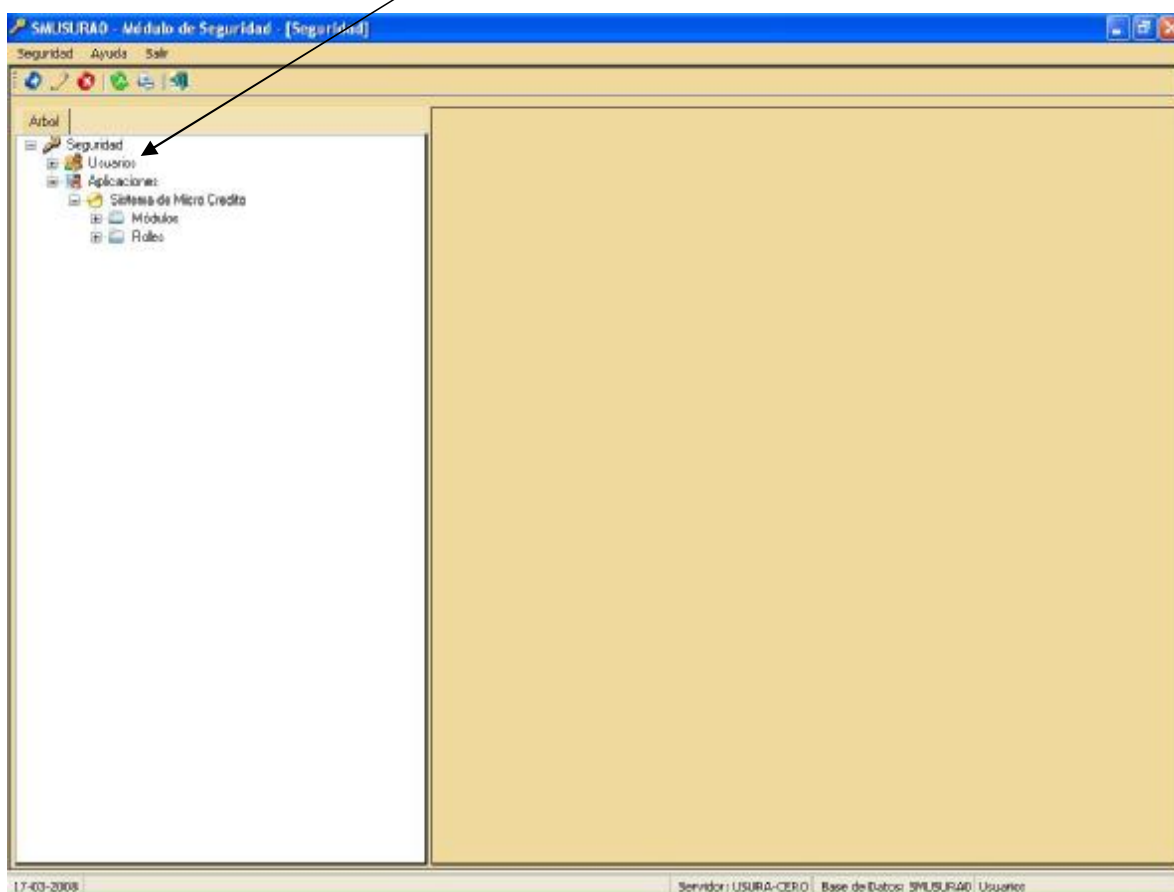 SMUSURA0 - Módulo de Seguridad - [Seguridad]
Seguridad Ayuda Salir
Arbol
Seguridad
Usuarios
Aplicaciones
Sistema de Micro Credito
Módulos
Roles
17-03-2008 Servidor: USURA-CERO Base de Datos: SMUSURA0 Usuarios